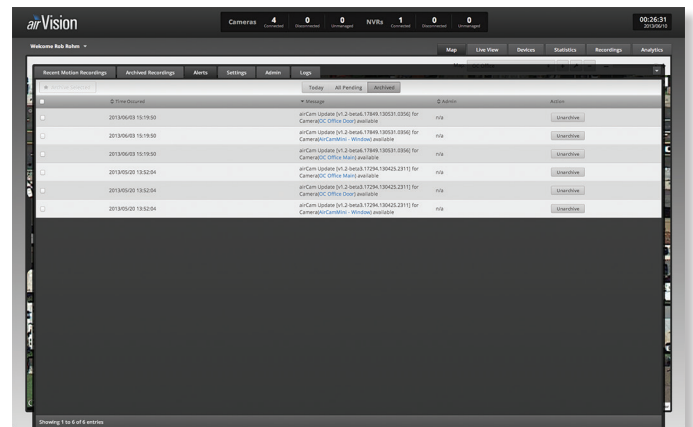 airVision
Cameras 4 Connected 0 Disconnected 0 Unmanaged NVRs 1 Connected 0 Disconnected 0 Unmanaged
00:26:31
2013/06/10
Welcome Rob Rohm
Map Live View Devices Statistics Recordings Analytics
Recent Motion Recordings Archived Recordings Alerts Settings Admin Logs
Today All Pending Archived
Time Occured Message Admin Action
2013/06/03 15:19:50 airCam Update [v1.2-beta6.17849.130531.0356] for Camera(OC Office Door) available n/a Unarchive
2013/06/03 15:19:50 airCam Update [v1.2-beta6.17849.130531.0356] for Camera(AirCamMini - Window) available n/a Unarchive
2013/06/03 15:19:50 airCam Update [v1.2-beta6.17849.130531.0356] for Camera(OC Office Main) available n/a Unarchive
2013/05/20 13:52:04 airCam Update [v1.2-beta3.17294.130425.2311] for Camera(OC Office Main) available n/a Unarchive
2013/05/20 13:52:04 airCam Update [v1.2-beta3.17294.130425.2311] for Camera(OC Office Door) available n/a Unarchive
2013/05/20 13:52:04 airCam Update [v1.2-beta3.17294.130425.2311] for Camera(AirCamMini - Window) available n/a Unarchive
Showing 1 to 6 of 6 entries